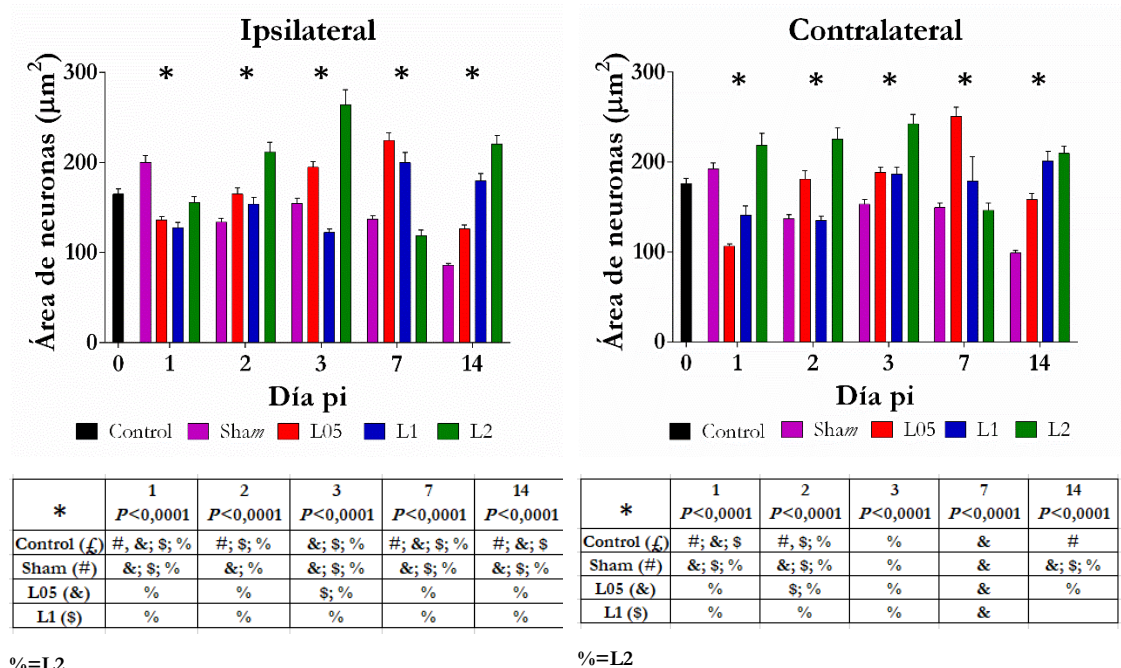 Ipsilateral
* * * * *
300
200
100
0
Área de neuronas (µm²)
0 1 2 3 7 14
Día pi
Control Sham L05 L1 L2
* 1 2 3 7 14
P<0,0001 P<0,0001 P<0,0001 P<0,0001 P<0,0001
Control (£) #, &; $; % #; $; % &; $; % #; &; $; % #; &; $
Sham (#) &; $; % &; % &; $; % &; $; % &; $; %
L05 (&) % % $; % % %
L1 ($) % % % % %
%=L2
Contralateral
* * * * *
300
200
100
0
Área de neuronas (µm²)
0 1 2 3 7 14
Día pi
Control Sham L05 L1 L2
* 1 2 3 7 14
P<0,0001 P<0,0001 P<0,0001 P<0,0001 P<0,0001
Control (£) #; &; $ #, $; % % & #
Sham (#) &; $; % &; $; % % & &; $; %
L05 (&) % $; % % & %
L1 ($) % % % &
%=L2